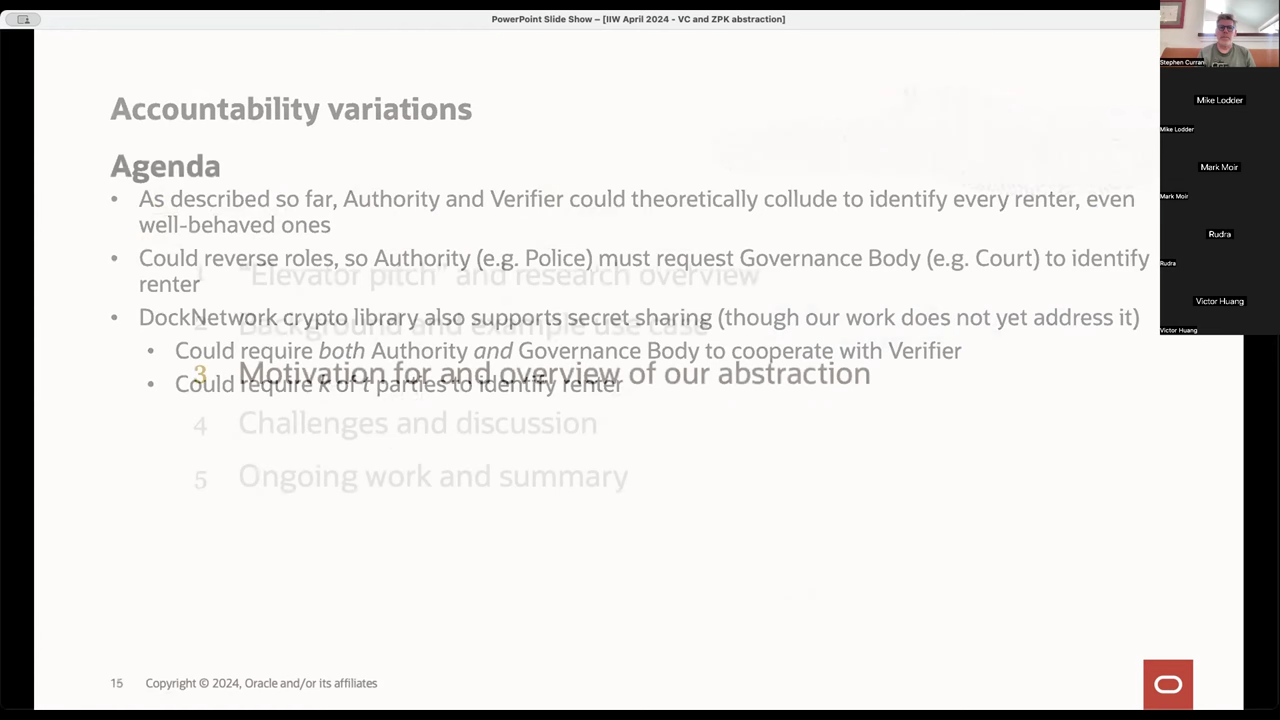 PowerPoint Slide Show – [IIW April 2024 - VC and ZPK abstraction]
Accountability variations
Agenda
• As described so far, Authority and Verifier could theoretically collude to identify every renter, even
well-behaved ones
• Could reverse roles, so Authority (e.g. Police) must request Governance Body (e.g. Court) to identify
renter
1 "Elevator pitch" and research overview
• DockNetwork crypto library also supports secret sharing (though our work does not yet address it)
2 Background and example use case
• Could require both Authority and Governance Body to cooperate with Verifier
3 Motivation for and overview of our abstraction
• Could require k of t parties to identify renter
4 Challenges and discussion
5 Ongoing work and summary
15 Copyright © 2024, Oracle and/or its affiliates
Stephen Curran
Mike Lodder
Mike Lodder
Mark Moir
Mark Moir
Rudra
Rudra
Victor Huang
Victor Huang